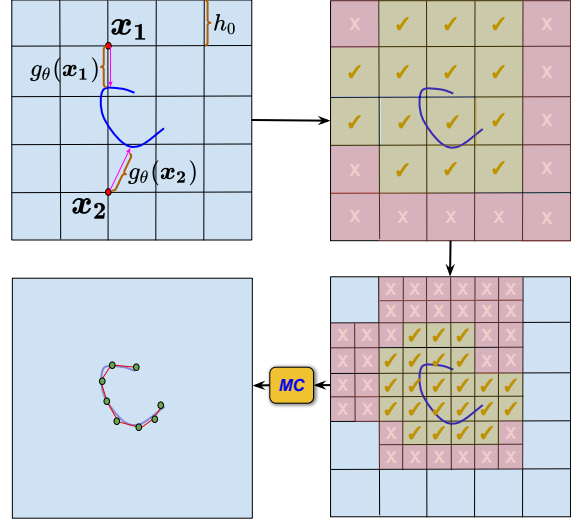 x₁
h₀
g_θ(x₁)
g_θ(x₂)
x₂
X ✓ ✓ ✓ X
✓ ✓ ✓ ✓ X
✓ ✓ ✓ ✓ X
X ✓ ✓ ✓ X
X X X X X
X X X X X X
X X X X X X
X X X ✓ ✓ ✓ X X
X X ✓ ✓ ✓ ✓ X X
X X ✓ ✓ ✓ ✓ ✓ ✓
X X ✓ ✓ ✓ ✓ ✓ ✓
X ✓ ✓ ✓ ✓ X
X X X X X X
MC